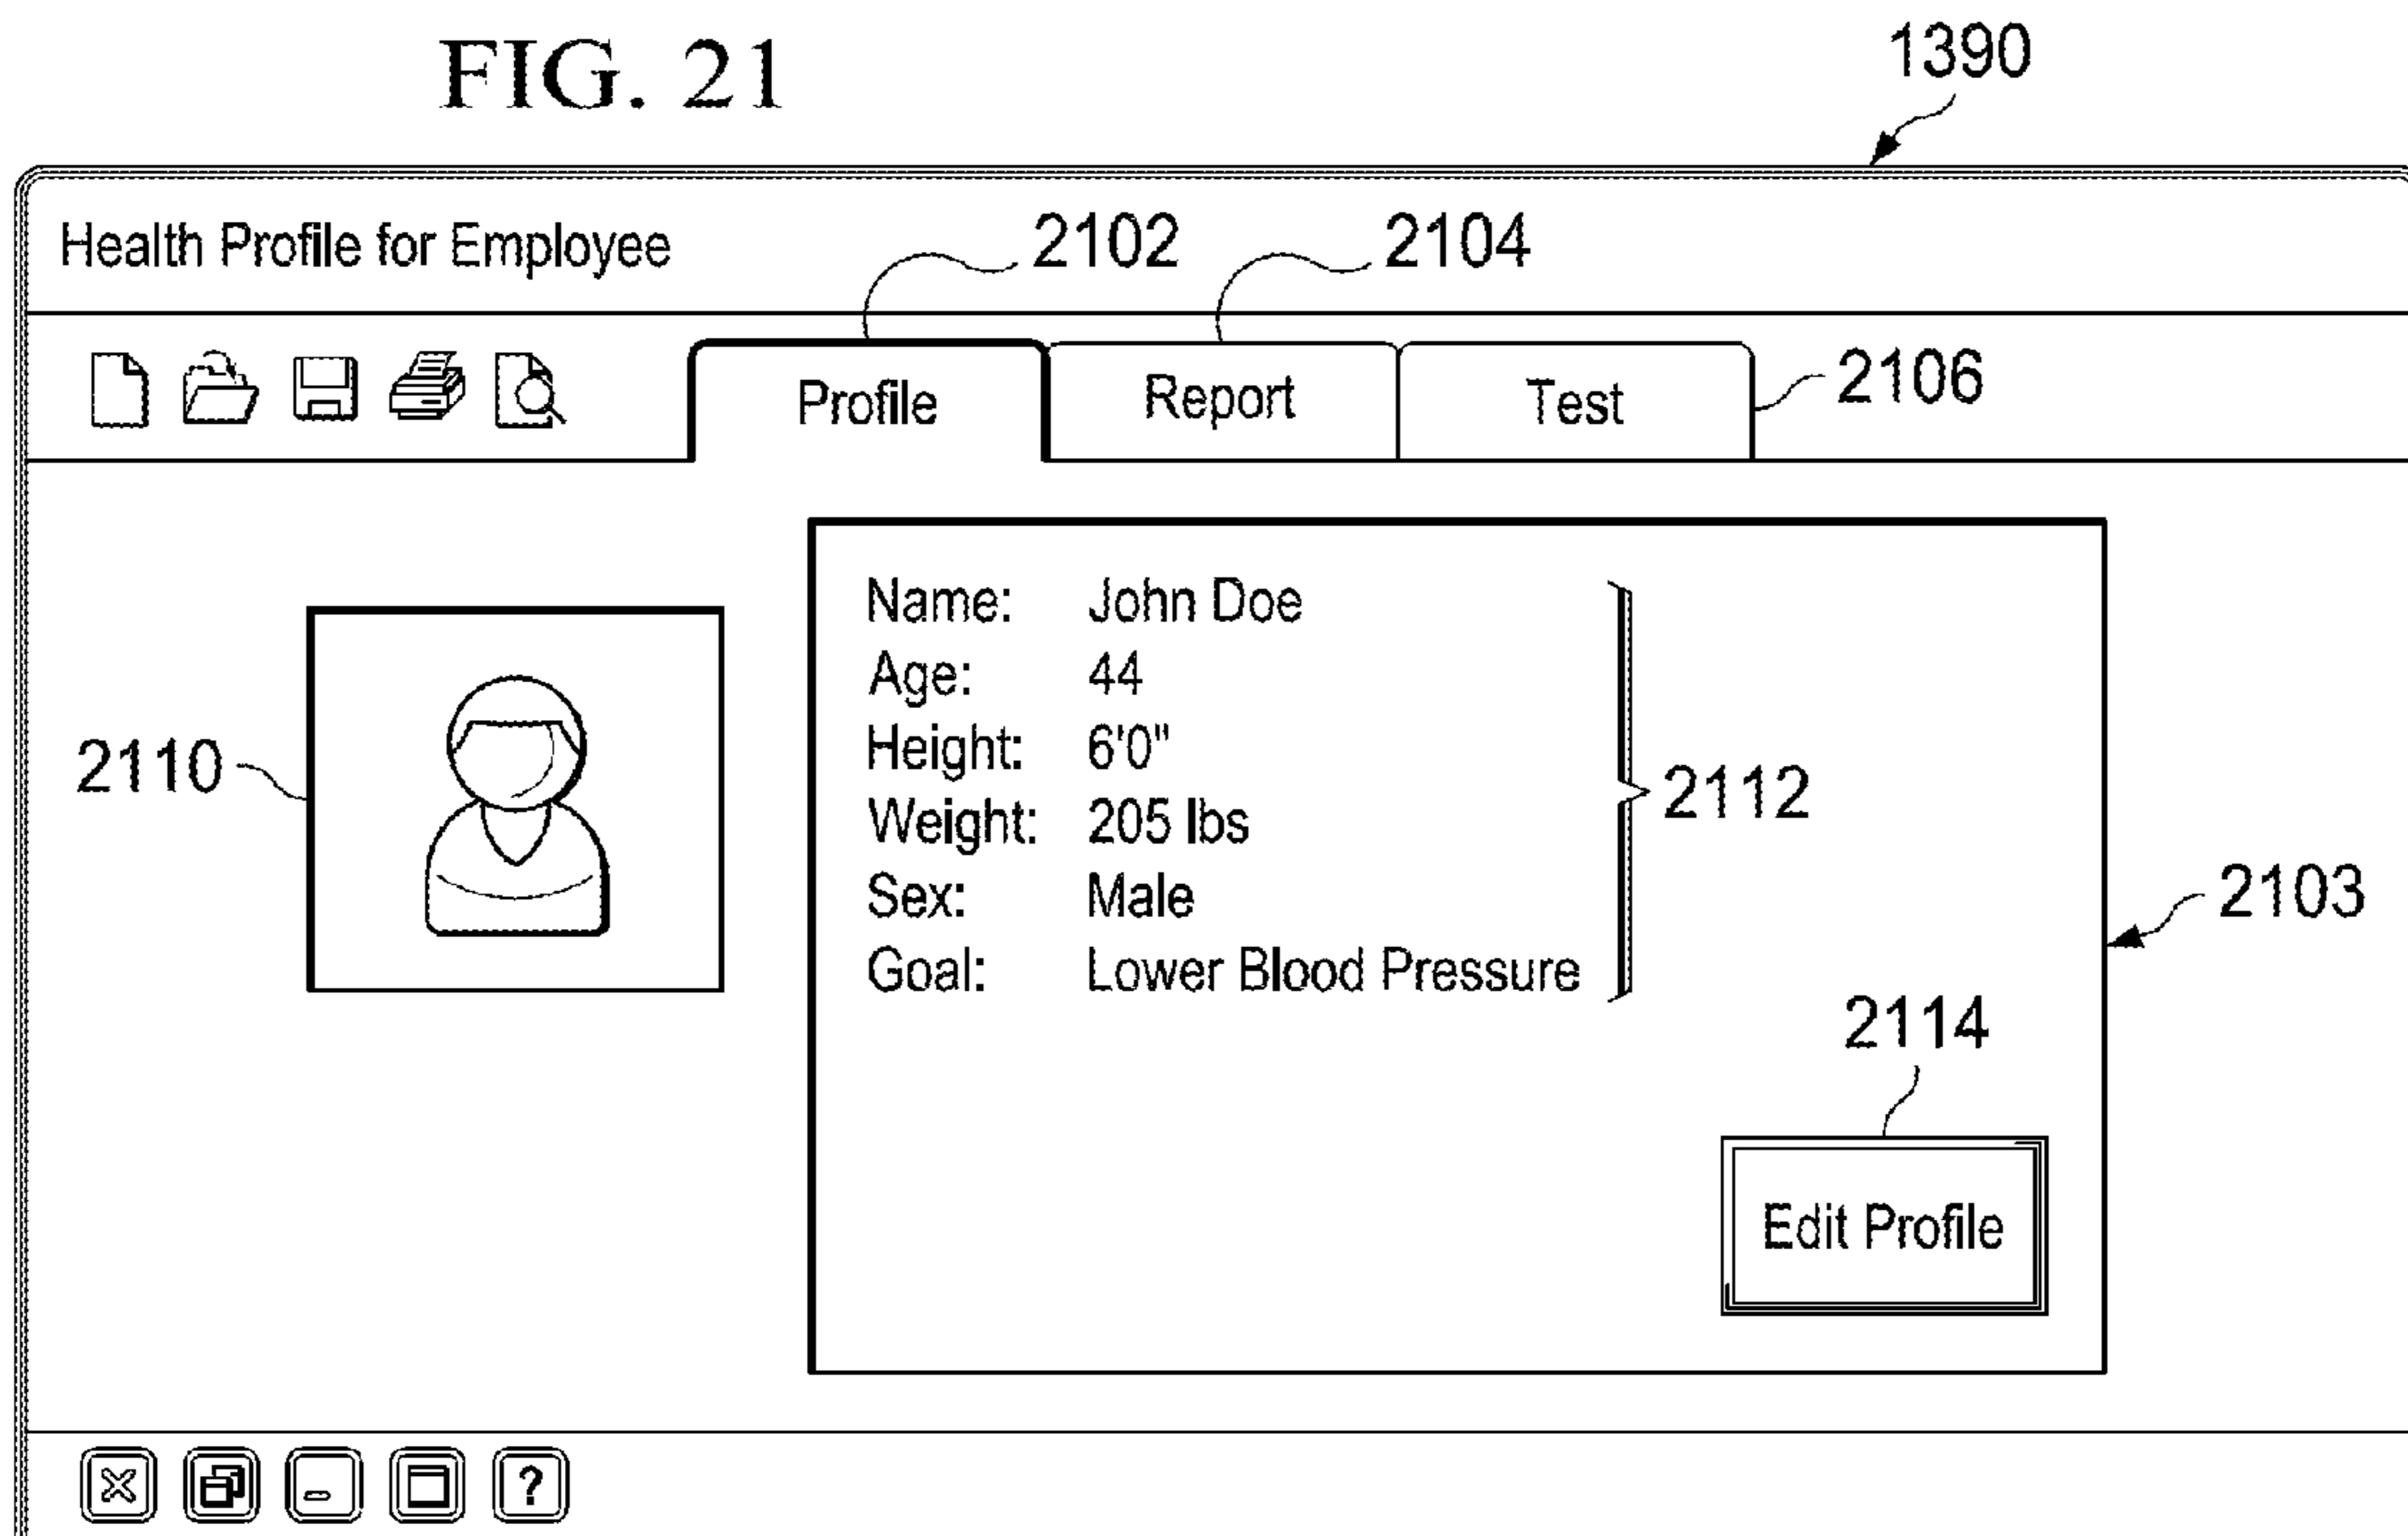 FIG. 21
1390
Health Profile for Employee
2102
2104
Profile
Report
Test
2106
Name: John Doe
Age: 44
Height: 6'0"
2110
Weight: 205 lbs
2112
Sex: Male
2103
Goal: Lower Blood Pressure
2114
Edit Profile
?